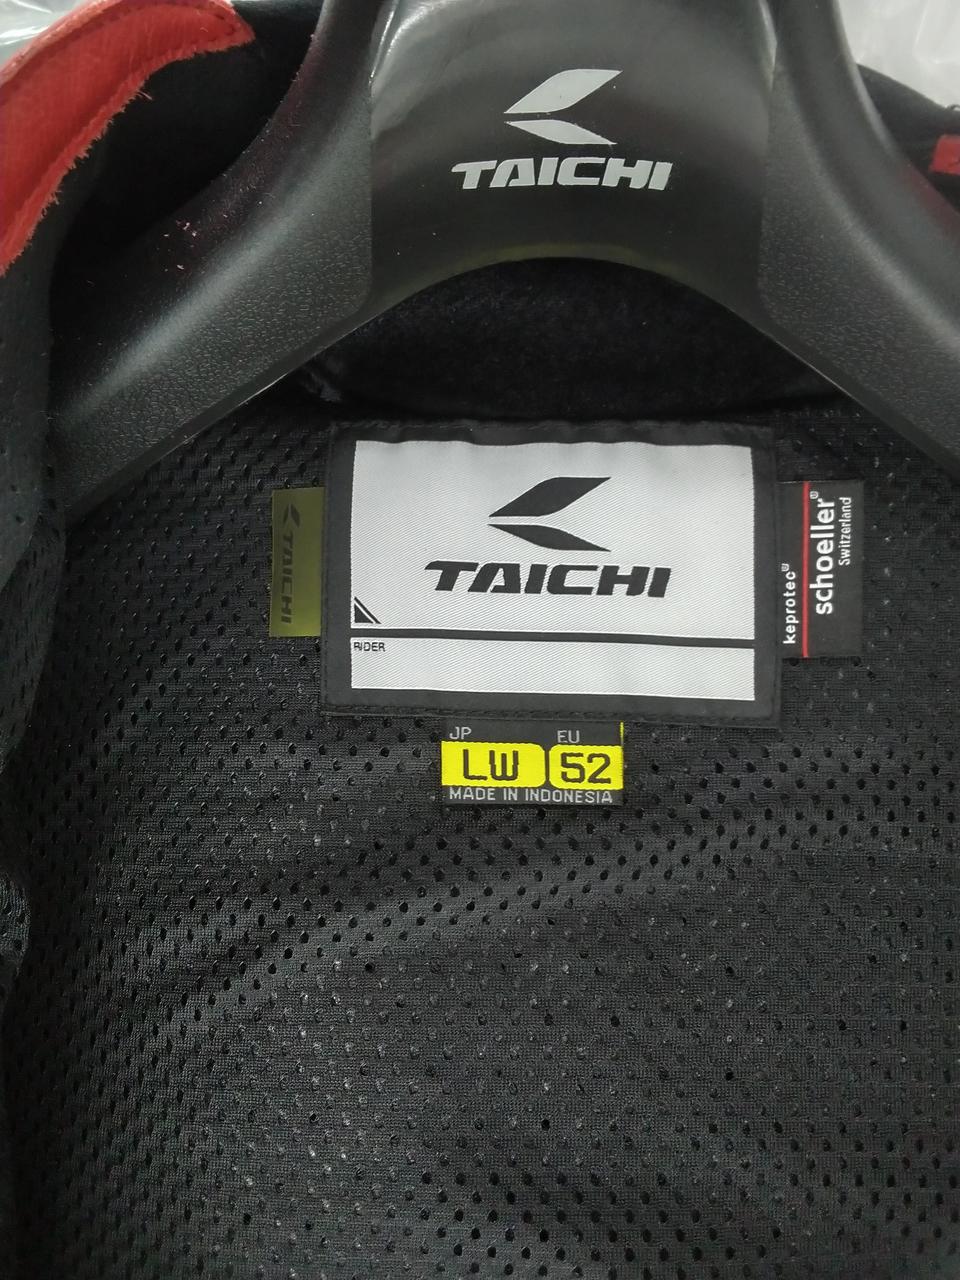 TAICHI
TAICHI
TAICHI
RIDER
keprotec®
schoeller®
Switzerland
JP EU
LW 52
MADE IN INDONESIA